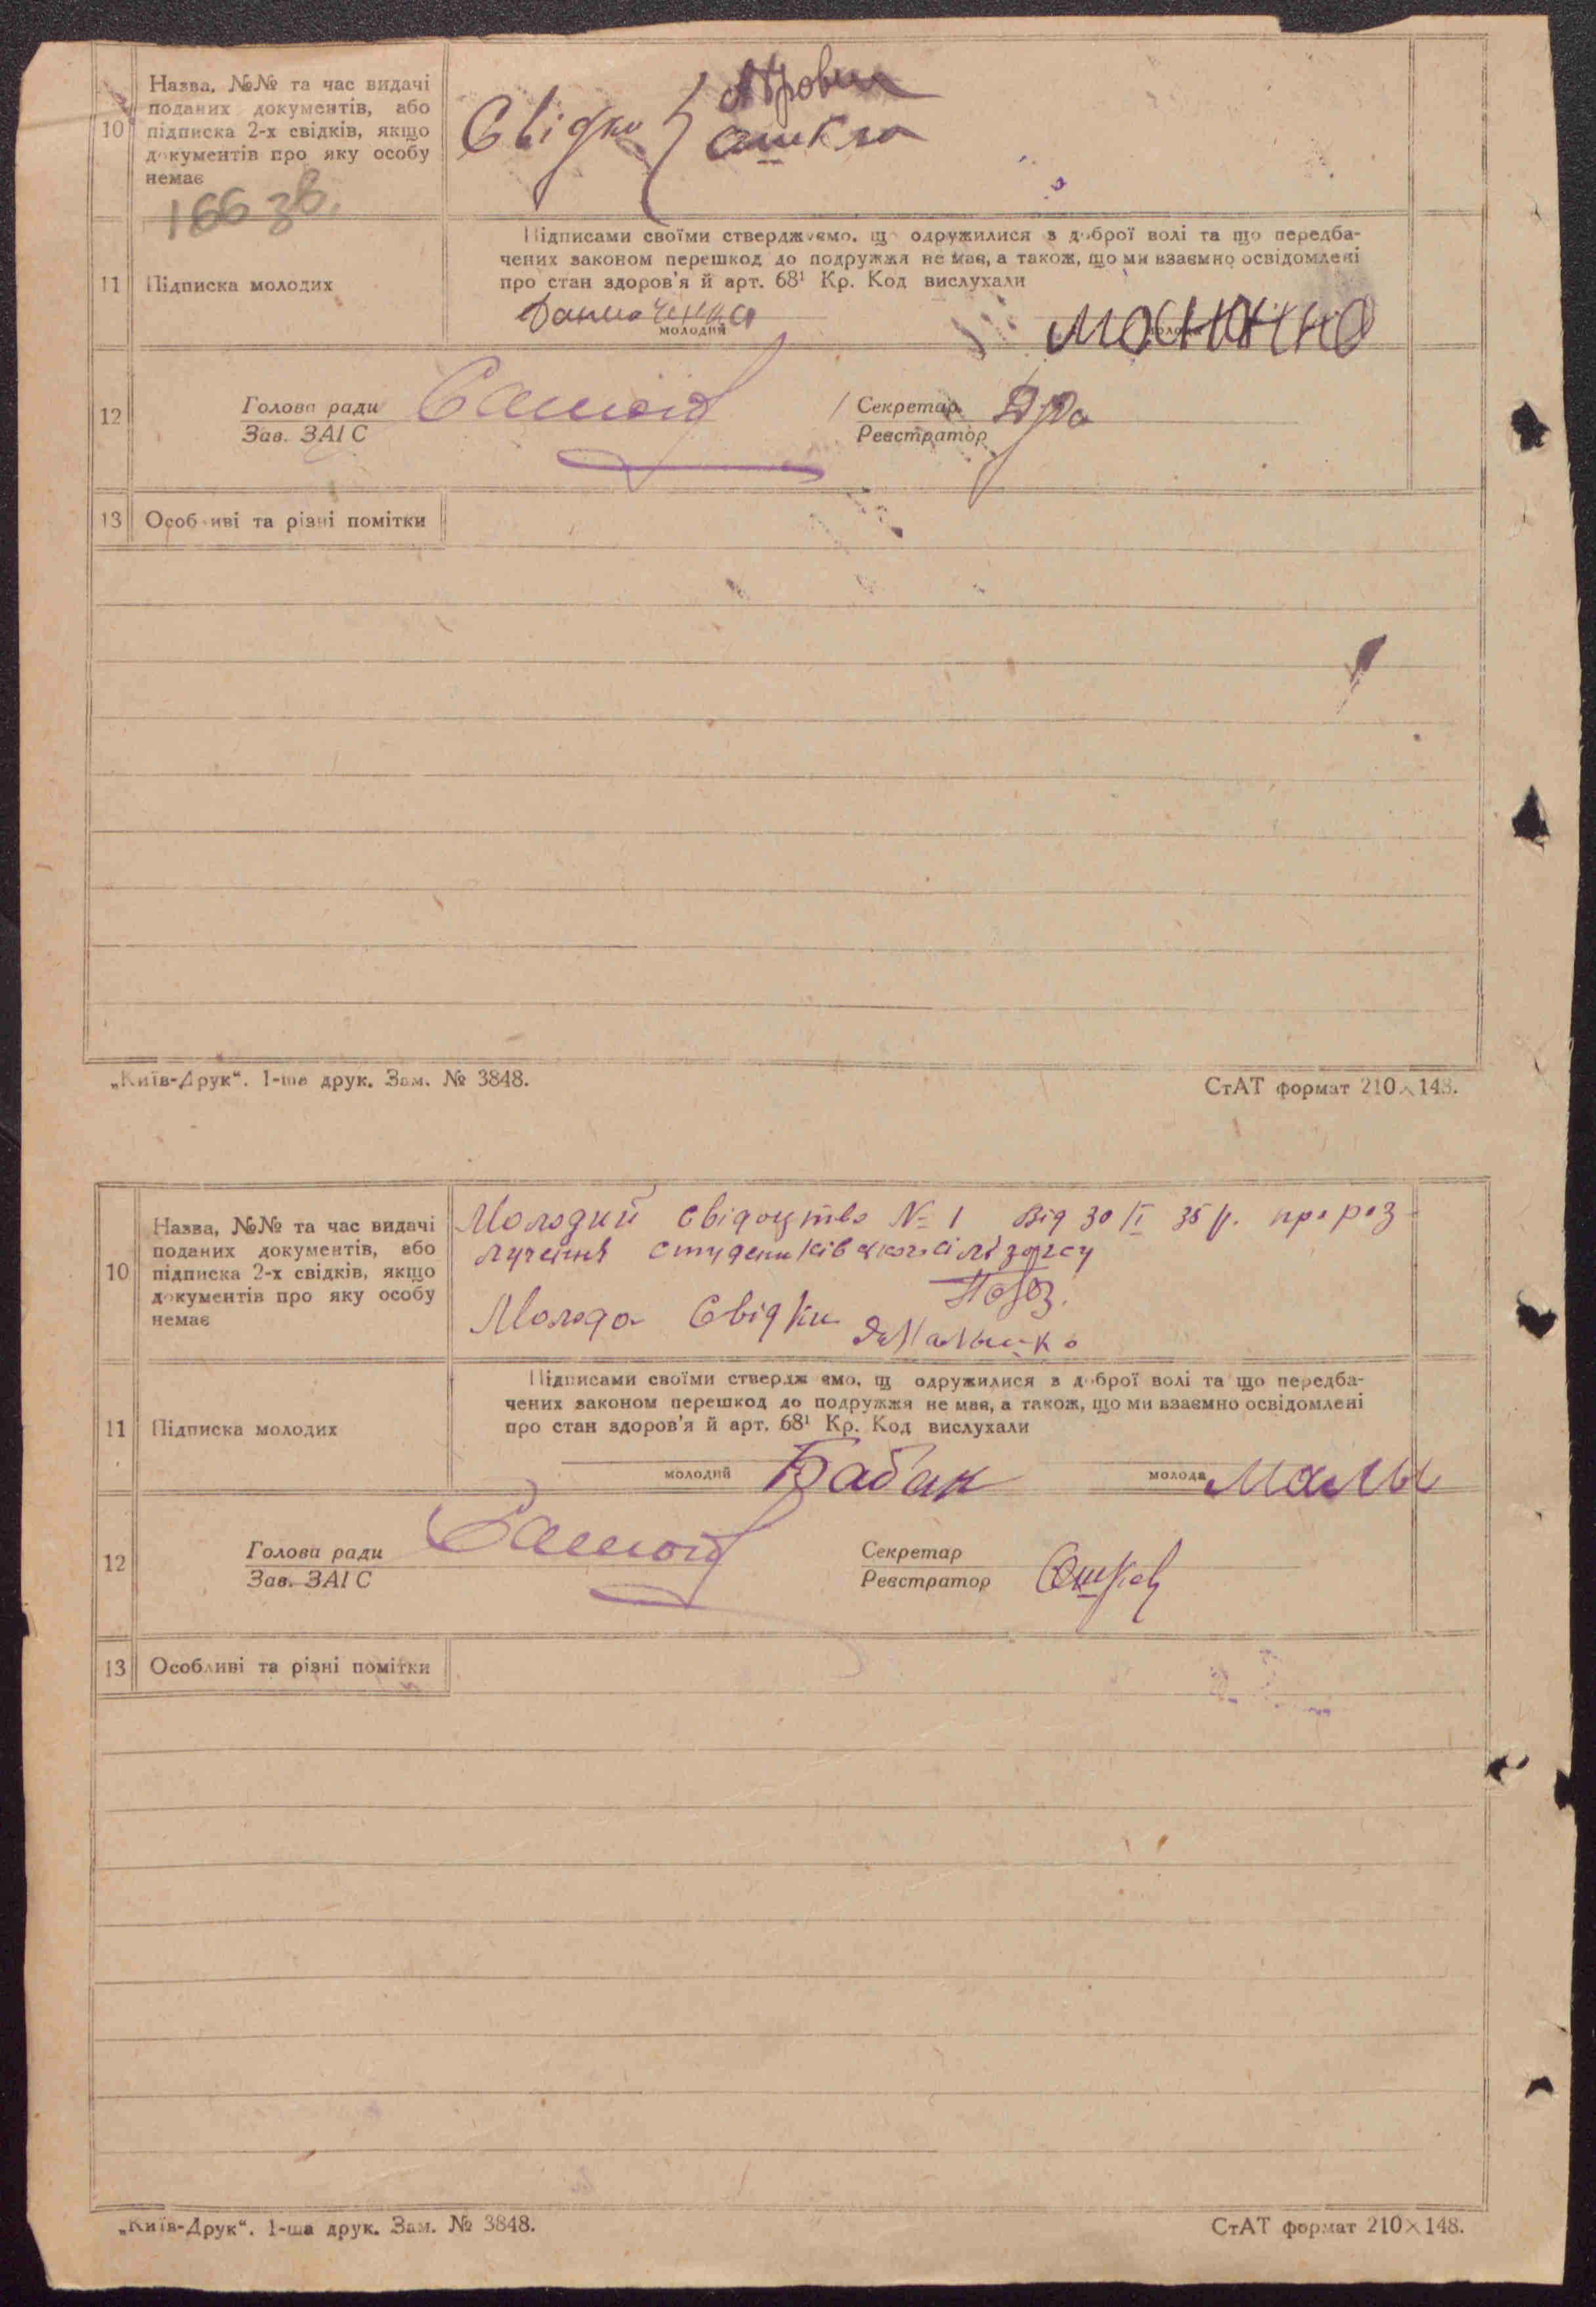 10
Назва, №№ та час видачі
поданих документів, або
підписка 2-х свідків, якщо
документів про яку особу
немає
Свідки
166 зв.
11
Підписка молодих
Підписами своїми стверджуємо, що одружилися з доброї волі та що передба-
чених законом перешкод до подружжя не має, а також, що ми взаємно освідомлені
про стан здоров'я й арт. 68¹ Кр. Код вислухали
молодий
12
Голова ради
Зав. ЗАГС
Секретар
Реєстратор
13
Особливі та різні помітки
„Київ-Друк“. 1-ша друк. Зам. № 3848.
СтАТ формат 210×148.
10
Назва, №№ та час видачі
поданих документів, або
підписка 2-х свідків, якщо
документів про яку особу
немає
Молодий свідоцтво № 1 від 30/I 35 р. про роз-
лучення
Молода Свідки
11
Підписка молодих
Підписами своїми стверджуємо, що одружилися з доброї волі та що передба-
чених законом перешкод до подружжя не має, а також, що ми взаємно освідомлені
про стан здоров'я й арт. 68¹ Кр. Код вислухали
молодий Бабак
молода Малы
12
Голова ради
Зав. ЗАГС
Секретар
Реєстратор
13
Особливі та різні помітки
„Київ-Друк“. 1-ша друк. Зам. № 3848.
СтАТ формат 210×148.